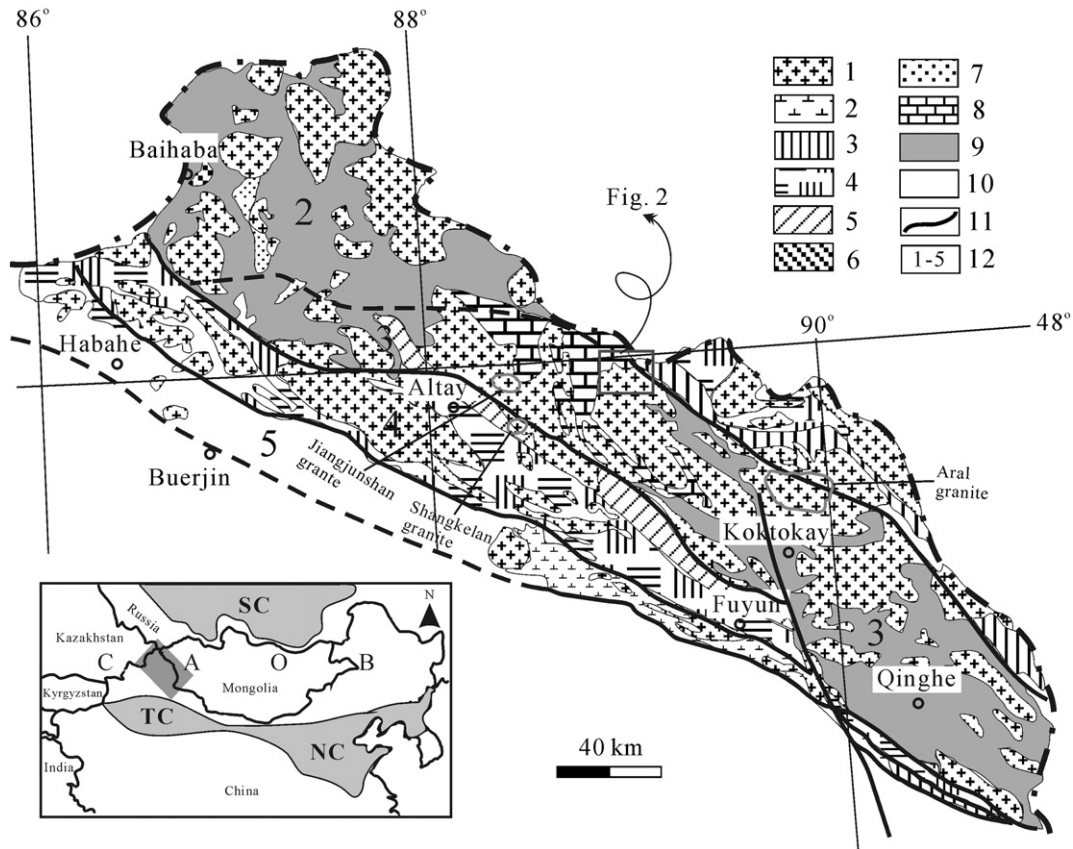 86°
88°
1
7
2
8
3
9
4
10
5
11
6
1-5
12
Baihaba
2
Fig. 2
90°
48°
3
Habahe
Altay
4
5
Buerjin
Jiangjunshan
grante
Shangkelan
granite
Aral
granite
Koktokay
Fuyun
3
Qinghe
40 km
SC
N
Russia
Kazakhstan
C
A
O
B
Mongolia
Kyrgyzstan
TC
NC
India
China